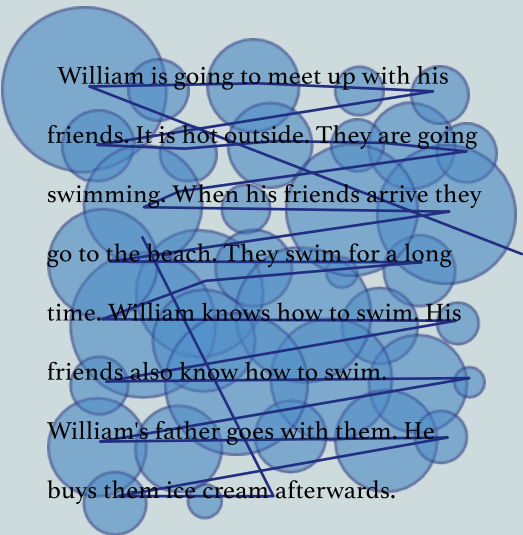 William is going to meet up with his
friends. It is hot outside. They are going
swimming. When his friends arrive they
go to the beach. They swim for a long
time. William knows how to swim. His
friends also know how to swim.
William's father goes with them. He
buys them ice cream afterwards.